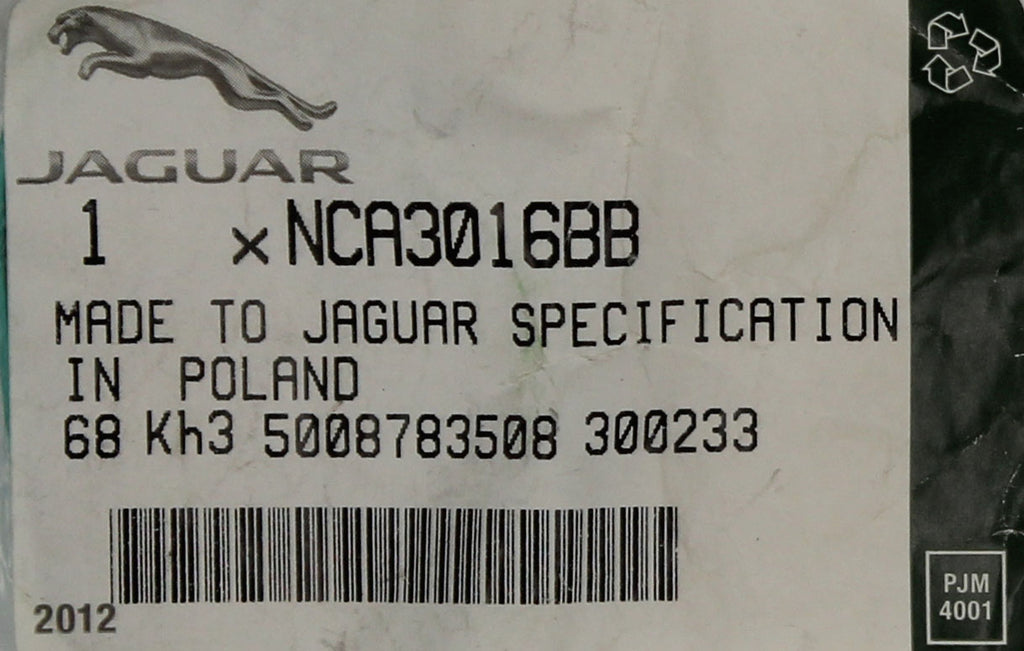 JAGUAR
1 x NCA3016BB
MADE TO JAGUAR SPECIFICATION
IN POLAND
68 Kh3 5008783508 300233
2012
PJM
4001